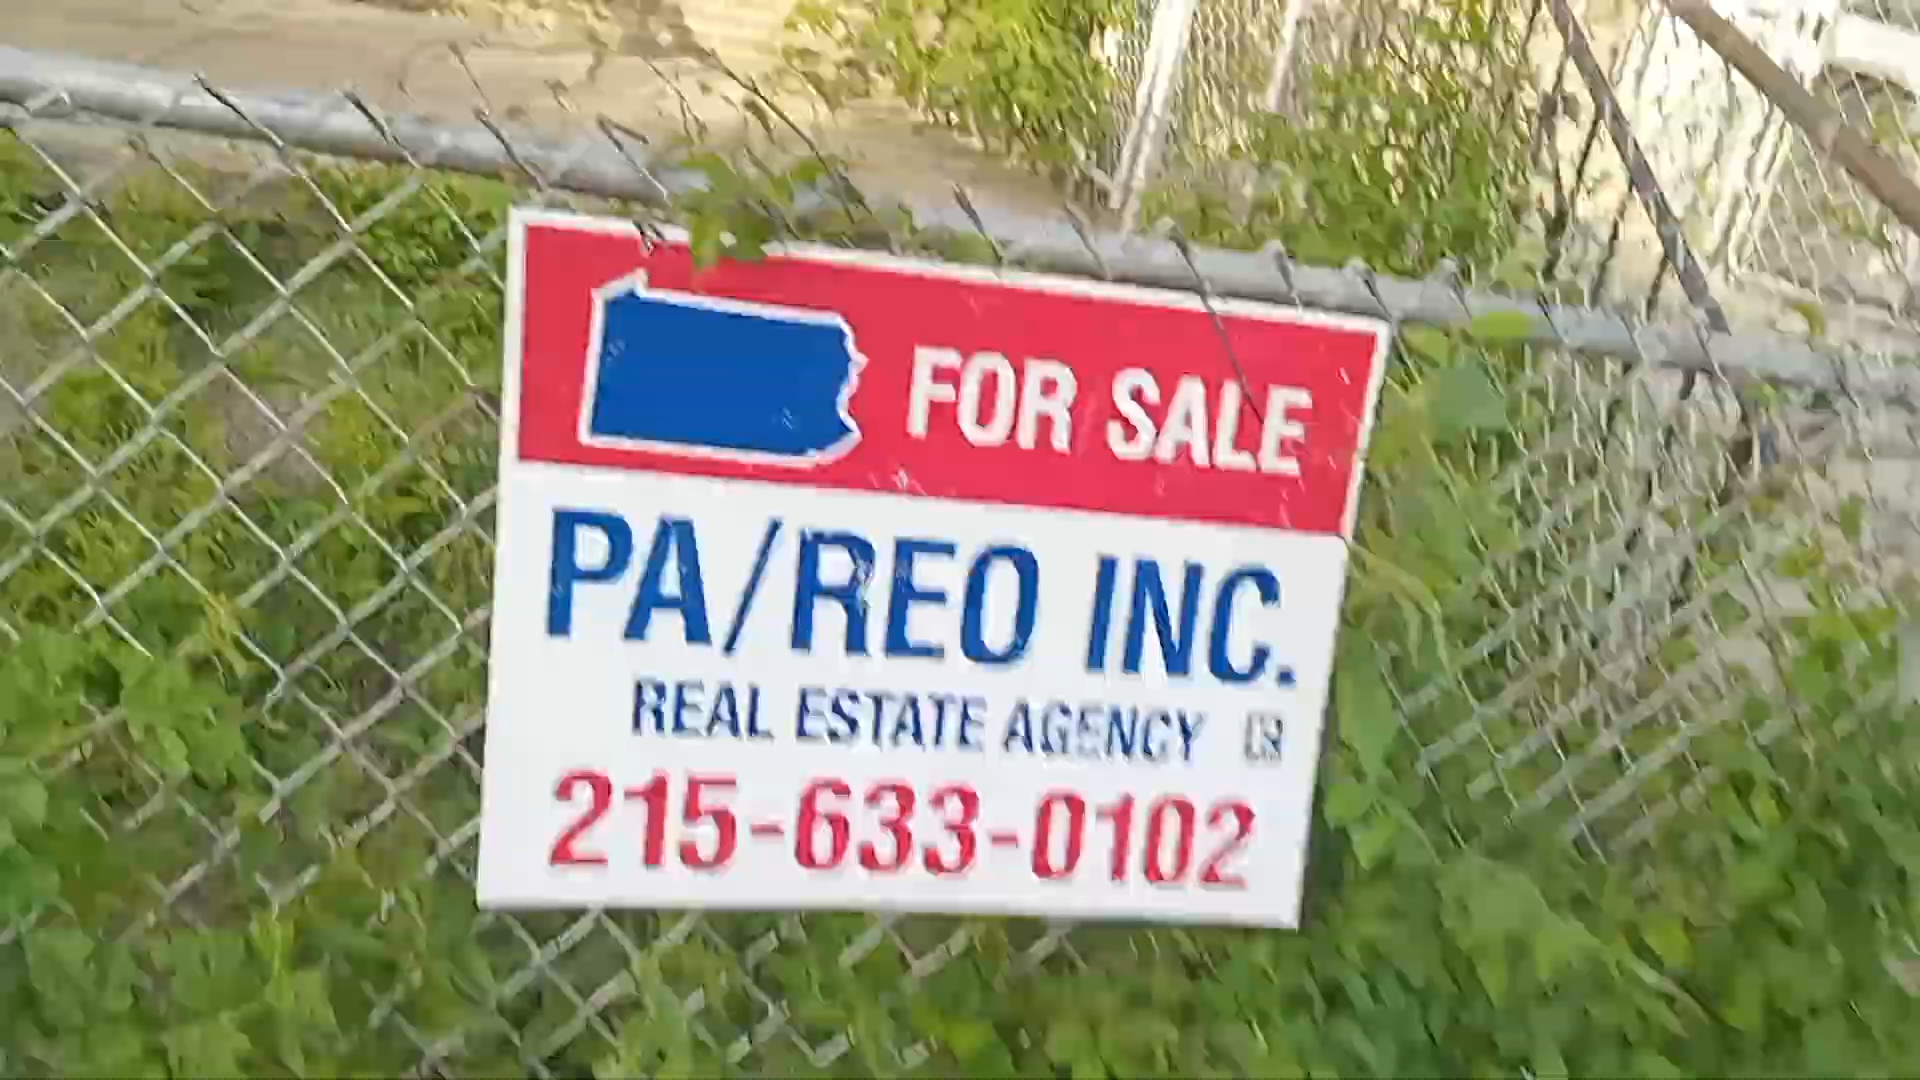 FOR SALE
PA/REO INC.
REAL ESTATE AGENCY
215-633-0102